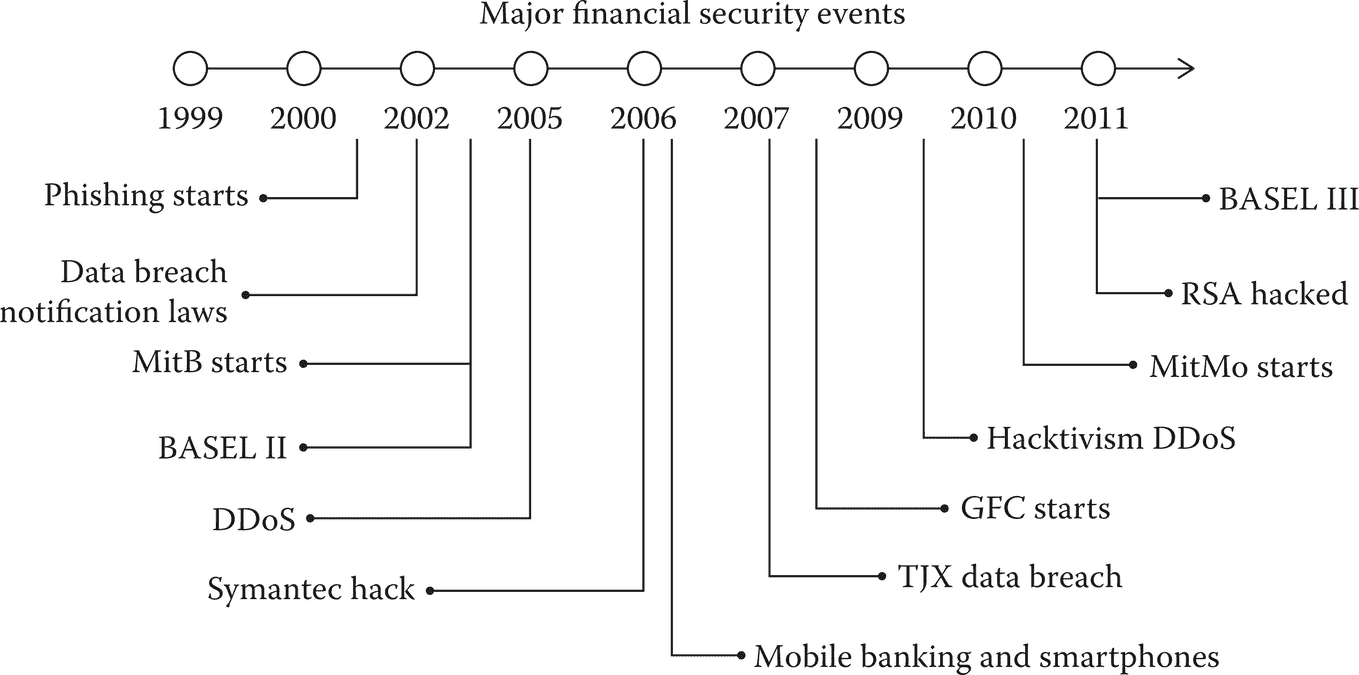 Major financial security events
1999 2000 2002 2005 2006 2007 2009 2010 2011
Phishing starts
Data breach
notification laws
MitB starts
BASEL II
DDoS
Symantec hack
BASEL III
RSA hacked
MitMo starts
Hacktivism DDoS
GFC starts
TJX data breach
Mobile banking and smartphones